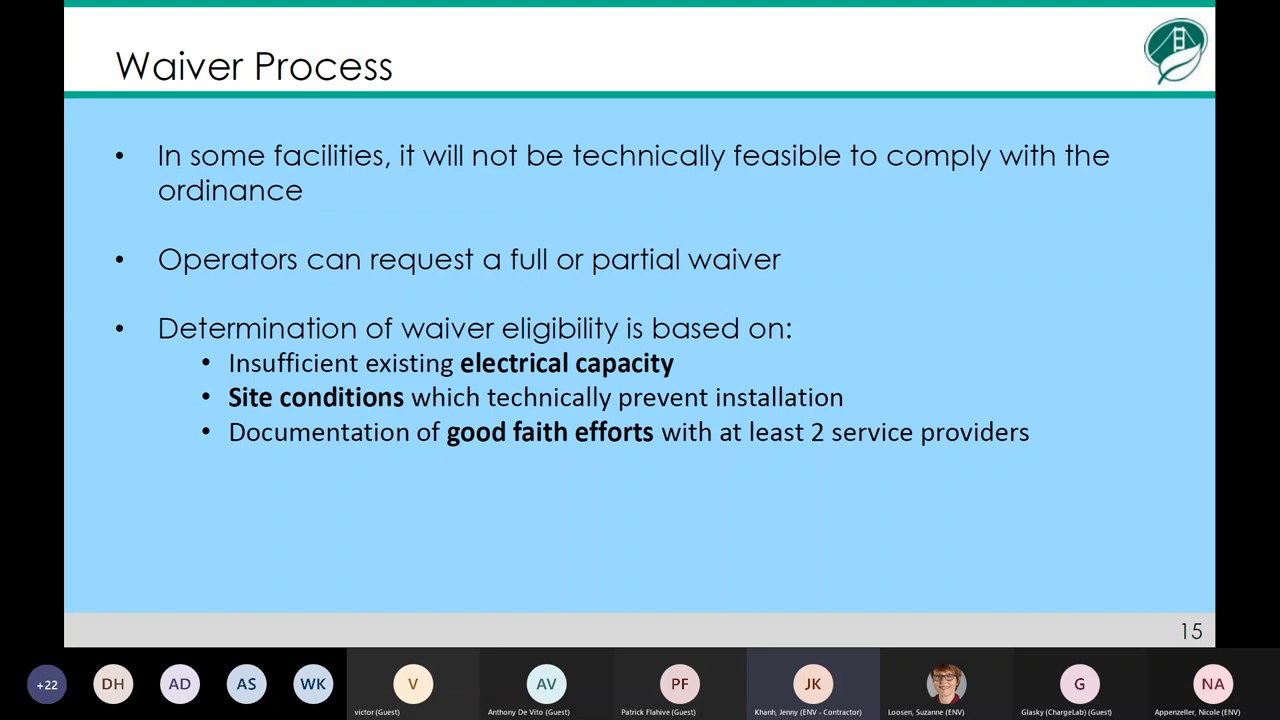 Waiver Process
• In some facilities, it will not be technically feasible to comply with the
ordinance
• Operators can request a full or partial waiver
• Determination of waiver eligibility is based on:
• Insufficient existing electrical capacity
• Site conditions which technically prevent installation
• Documentation of good faith efforts with at least 2 service providers
15
+22
DH
AD
AS
WK
V
AV
PF
JK
G
NA
victor (Guest)
Anthony De Vito (Guest)
Patrick Flahive (Guest)
Khanh, Jenny (ENV - Contractor)
Loosen, Suzanne (ENV)
Glasky (ChargeLab) (Guest)
Appenzeller, Nicole (ENV)